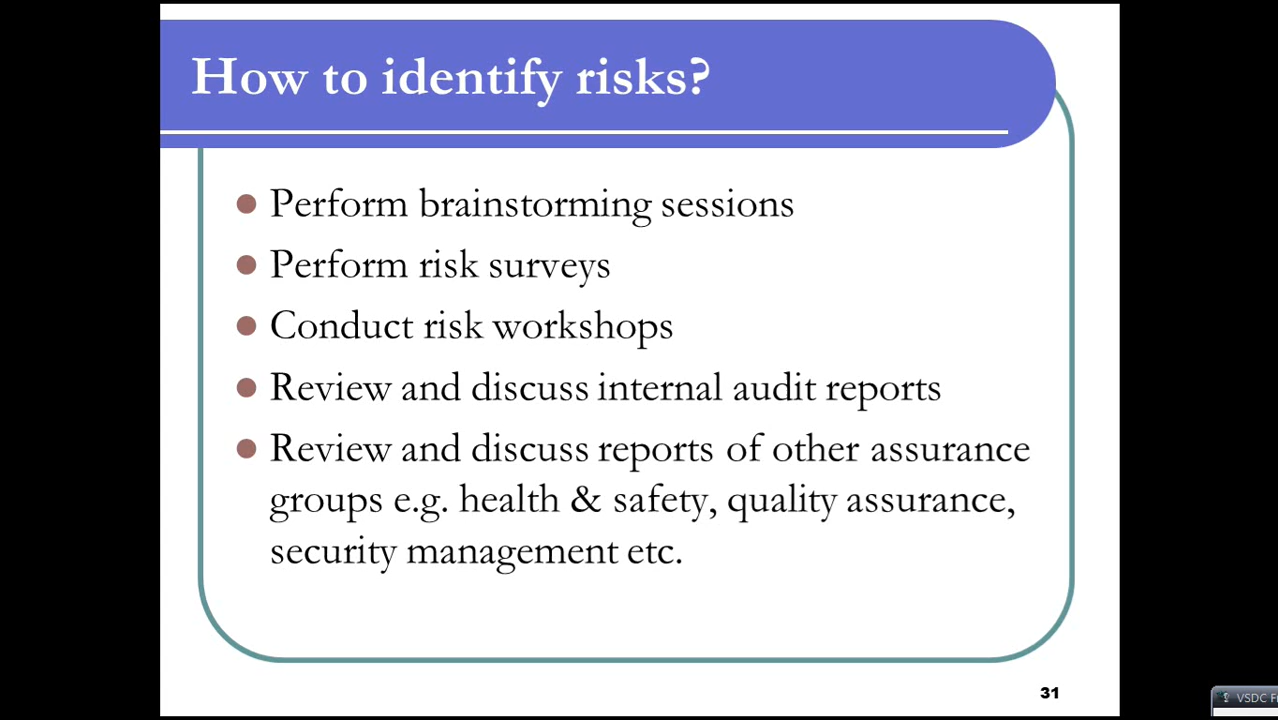 How to identify risks?
Perform brainstorming sessions
Perform risk surveys
Conduct risk workshops
Review and discuss internal audit reports
Review and discuss reports of other assurance
groups e.g. health & safety, quality assurance,
security management etc.
31
VSDC